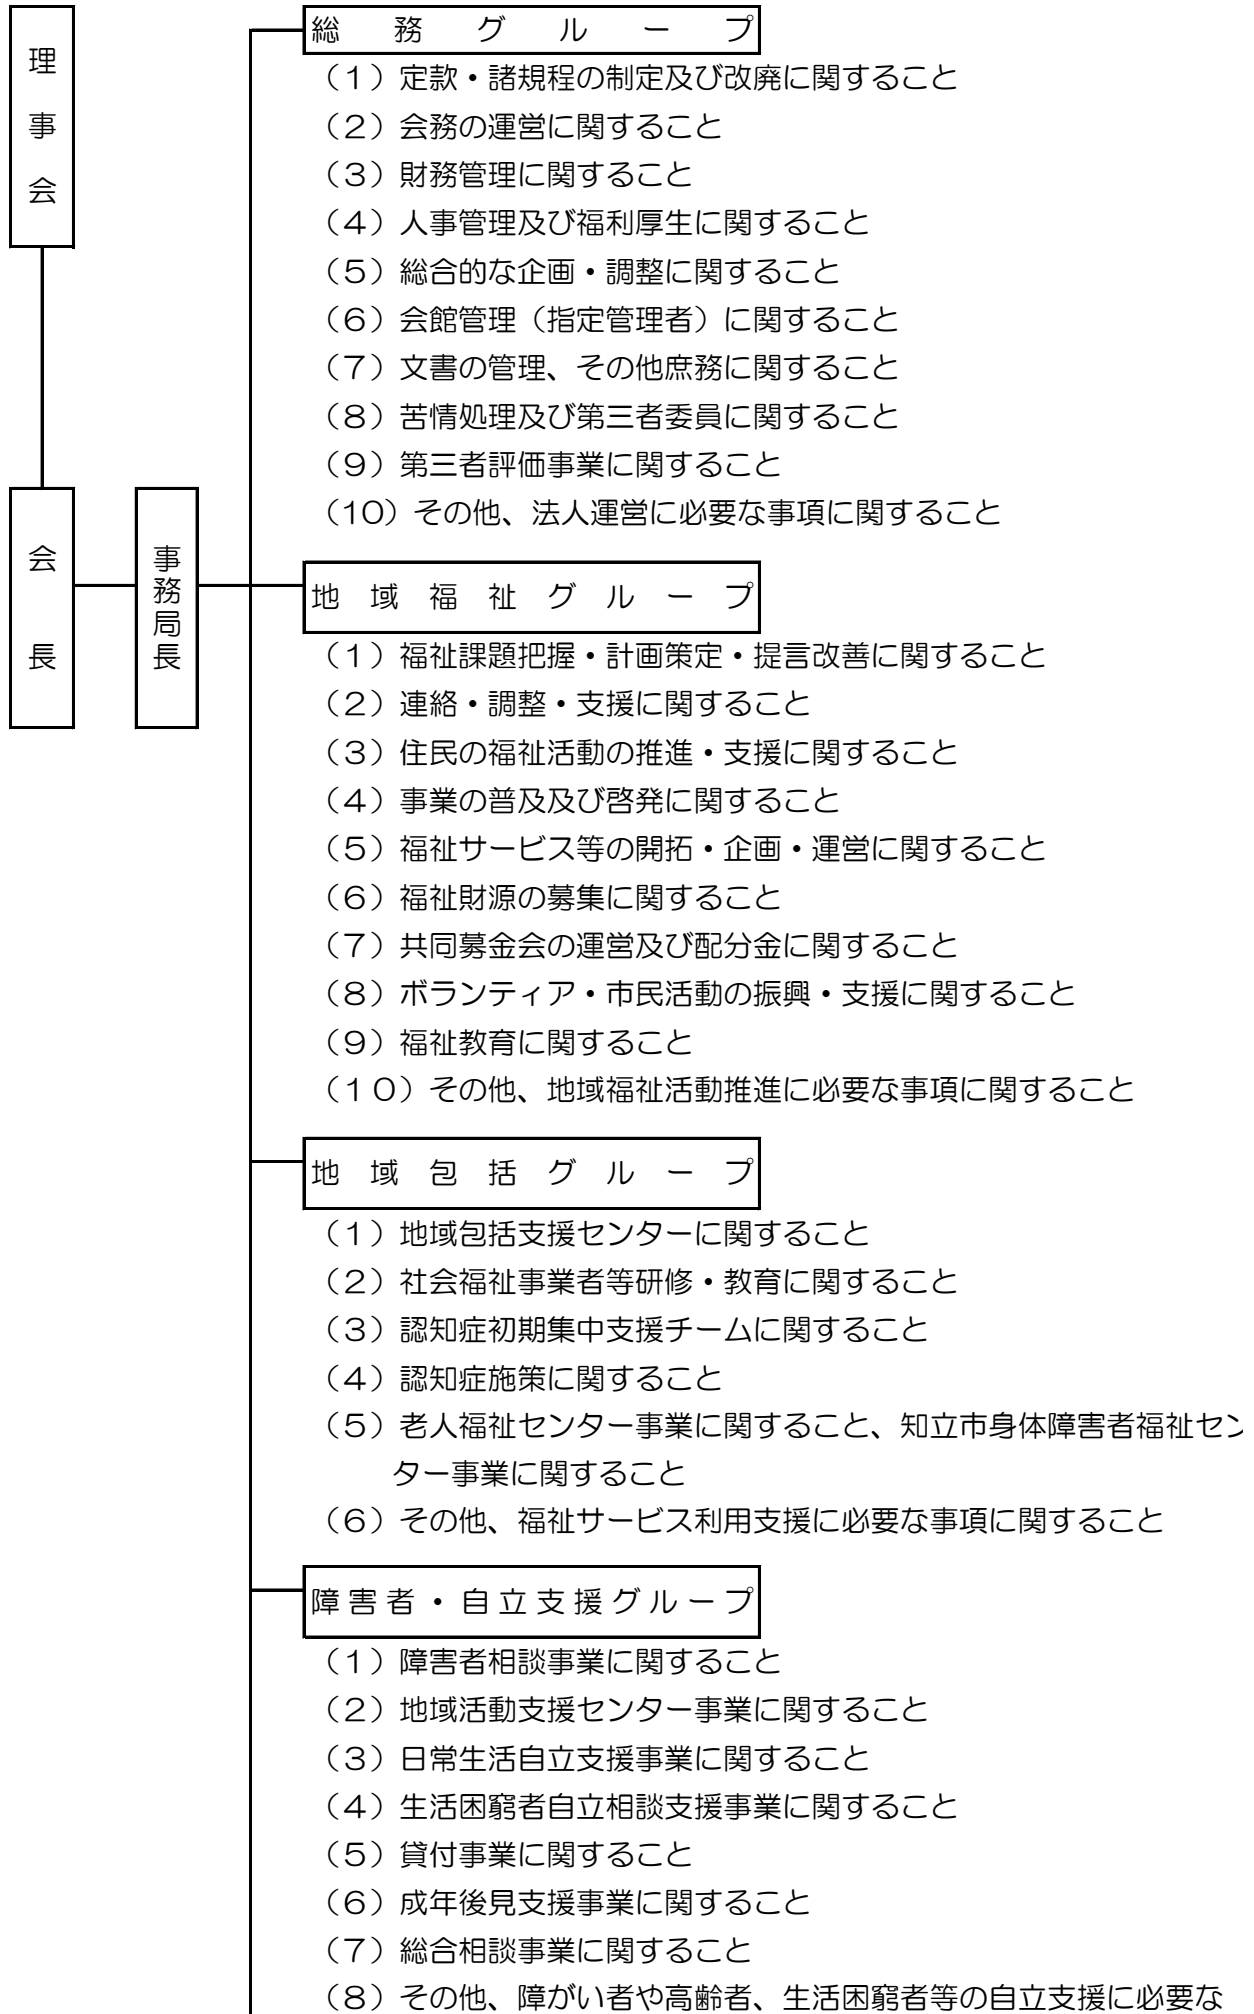 理事会
会長
事務局長
総務グループ
（１）定款・諸規程の制定及び改廃に関すること
（２）会務の運営に関すること
（３）財務管理に関すること
（４）人事管理及び福利厚生に関すること
（５）総合的な企画・調整に関すること
（６）会館管理（指定管理者）に関すること
（７）文書の管理、その他庶務に関すること
（８）苦情処理及び第三者委員に関すること
（９）第三者評価事業に関すること
（10）その他、法人運営に必要な事項に関すること
地域福祉グループ
（１）福祉課題把握・計画策定・提言改善に関すること
（２）連絡・調整・支援に関すること
（３）住民の福祉活動の推進・支援に関すること
（４）事業の普及及び啓発に関すること
（５）福祉サービス等の開拓・企画・運営に関すること
（６）福祉財源の募集に関すること
（７）共同募金会の運営及び配分金に関すること
（８）ボランティア・市民活動の振興・支援に関すること
（９）福祉教育に関すること
（１０）その他、地域福祉活動推進に必要な事項に関すること
地域包括グループ
（１）地域包括支援センターに関すること
（２）社会福祉事業者等研修・教育に関すること
（３）認知症初期集中支援チームに関すること
（４）認知症施策に関すること
（５）老人福祉センター事業に関すること、知立市身体障害者福祉セン
ター事業に関すること
（６）その他、福祉サービス利用支援に必要な事項に関すること
障害者・自立支援グループ
（１）障害者相談事業に関すること
（２）地域活動支援センター事業に関すること
（３）日常生活自立支援事業に関すること
（４）生活困窮者自立相談支援事業に関すること
（５）貸付事業に関すること
（６）成年後見支援事業に関すること
（７）総合相談事業に関すること
（８）その他、障がい者や高齢者、生活困窮者等の自立支援に必要な